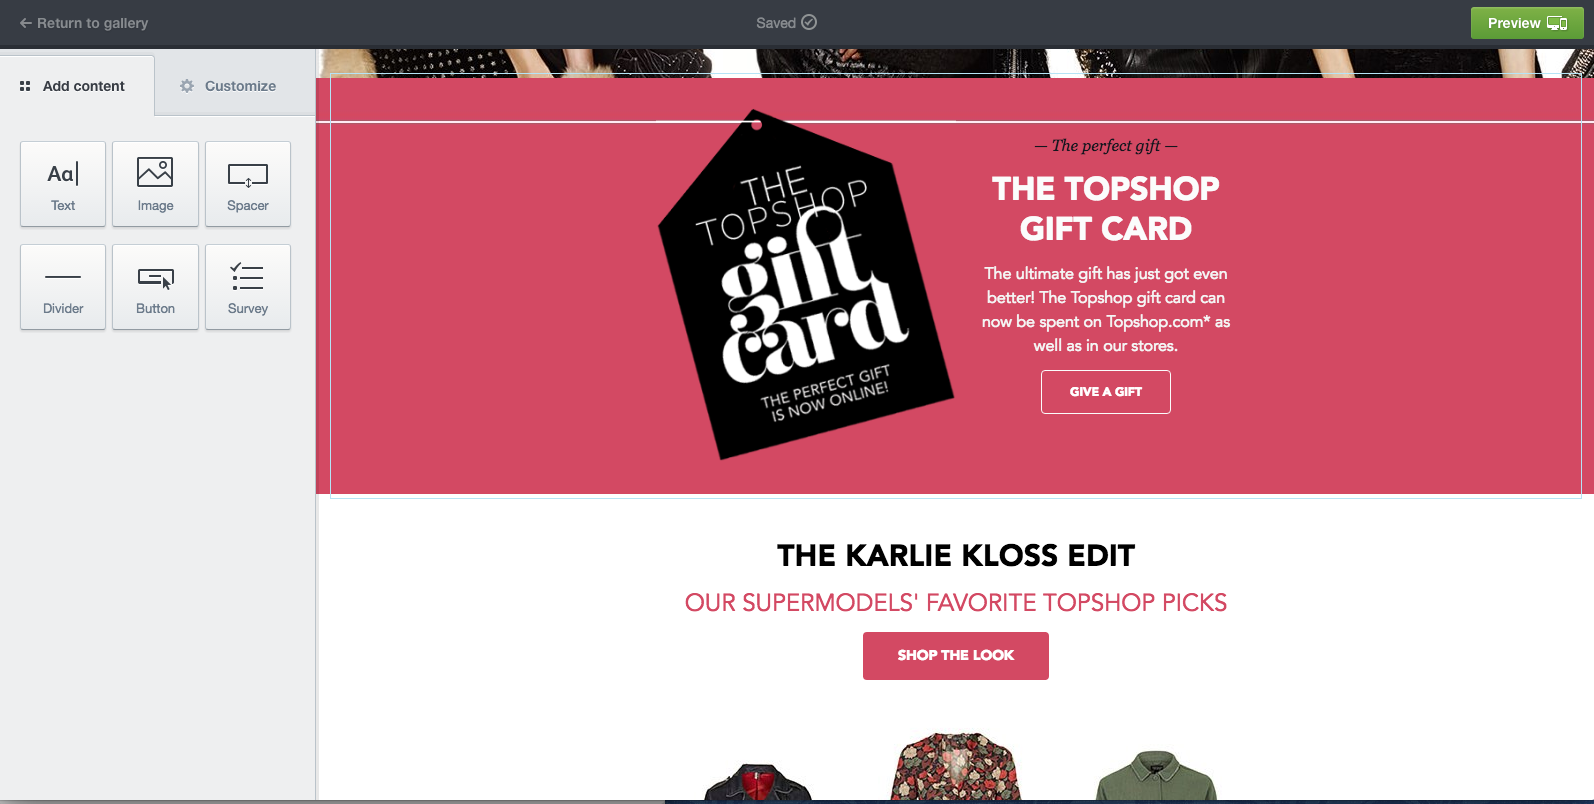 Return to gallery
Saved
Preview
Add content
Customize
Aa
Text
Image
Spacer
Divider
Button
Survey
THE
TOPSHOP
gift
card
THE PERFECT GIFT
IS NOW ONLINE!
— The perfect gift —
THE TOPSHOP
GIFT CARD
The ultimate gift has just got even
better! The Topshop gift card can
now be spent on Topshop.com* as
well as in our stores.
GIVE A GIFT
THE KARLIE KLOSS EDIT
OUR SUPERMODELS' FAVORITE TOPSHOP PICKS
SHOP THE LOOK